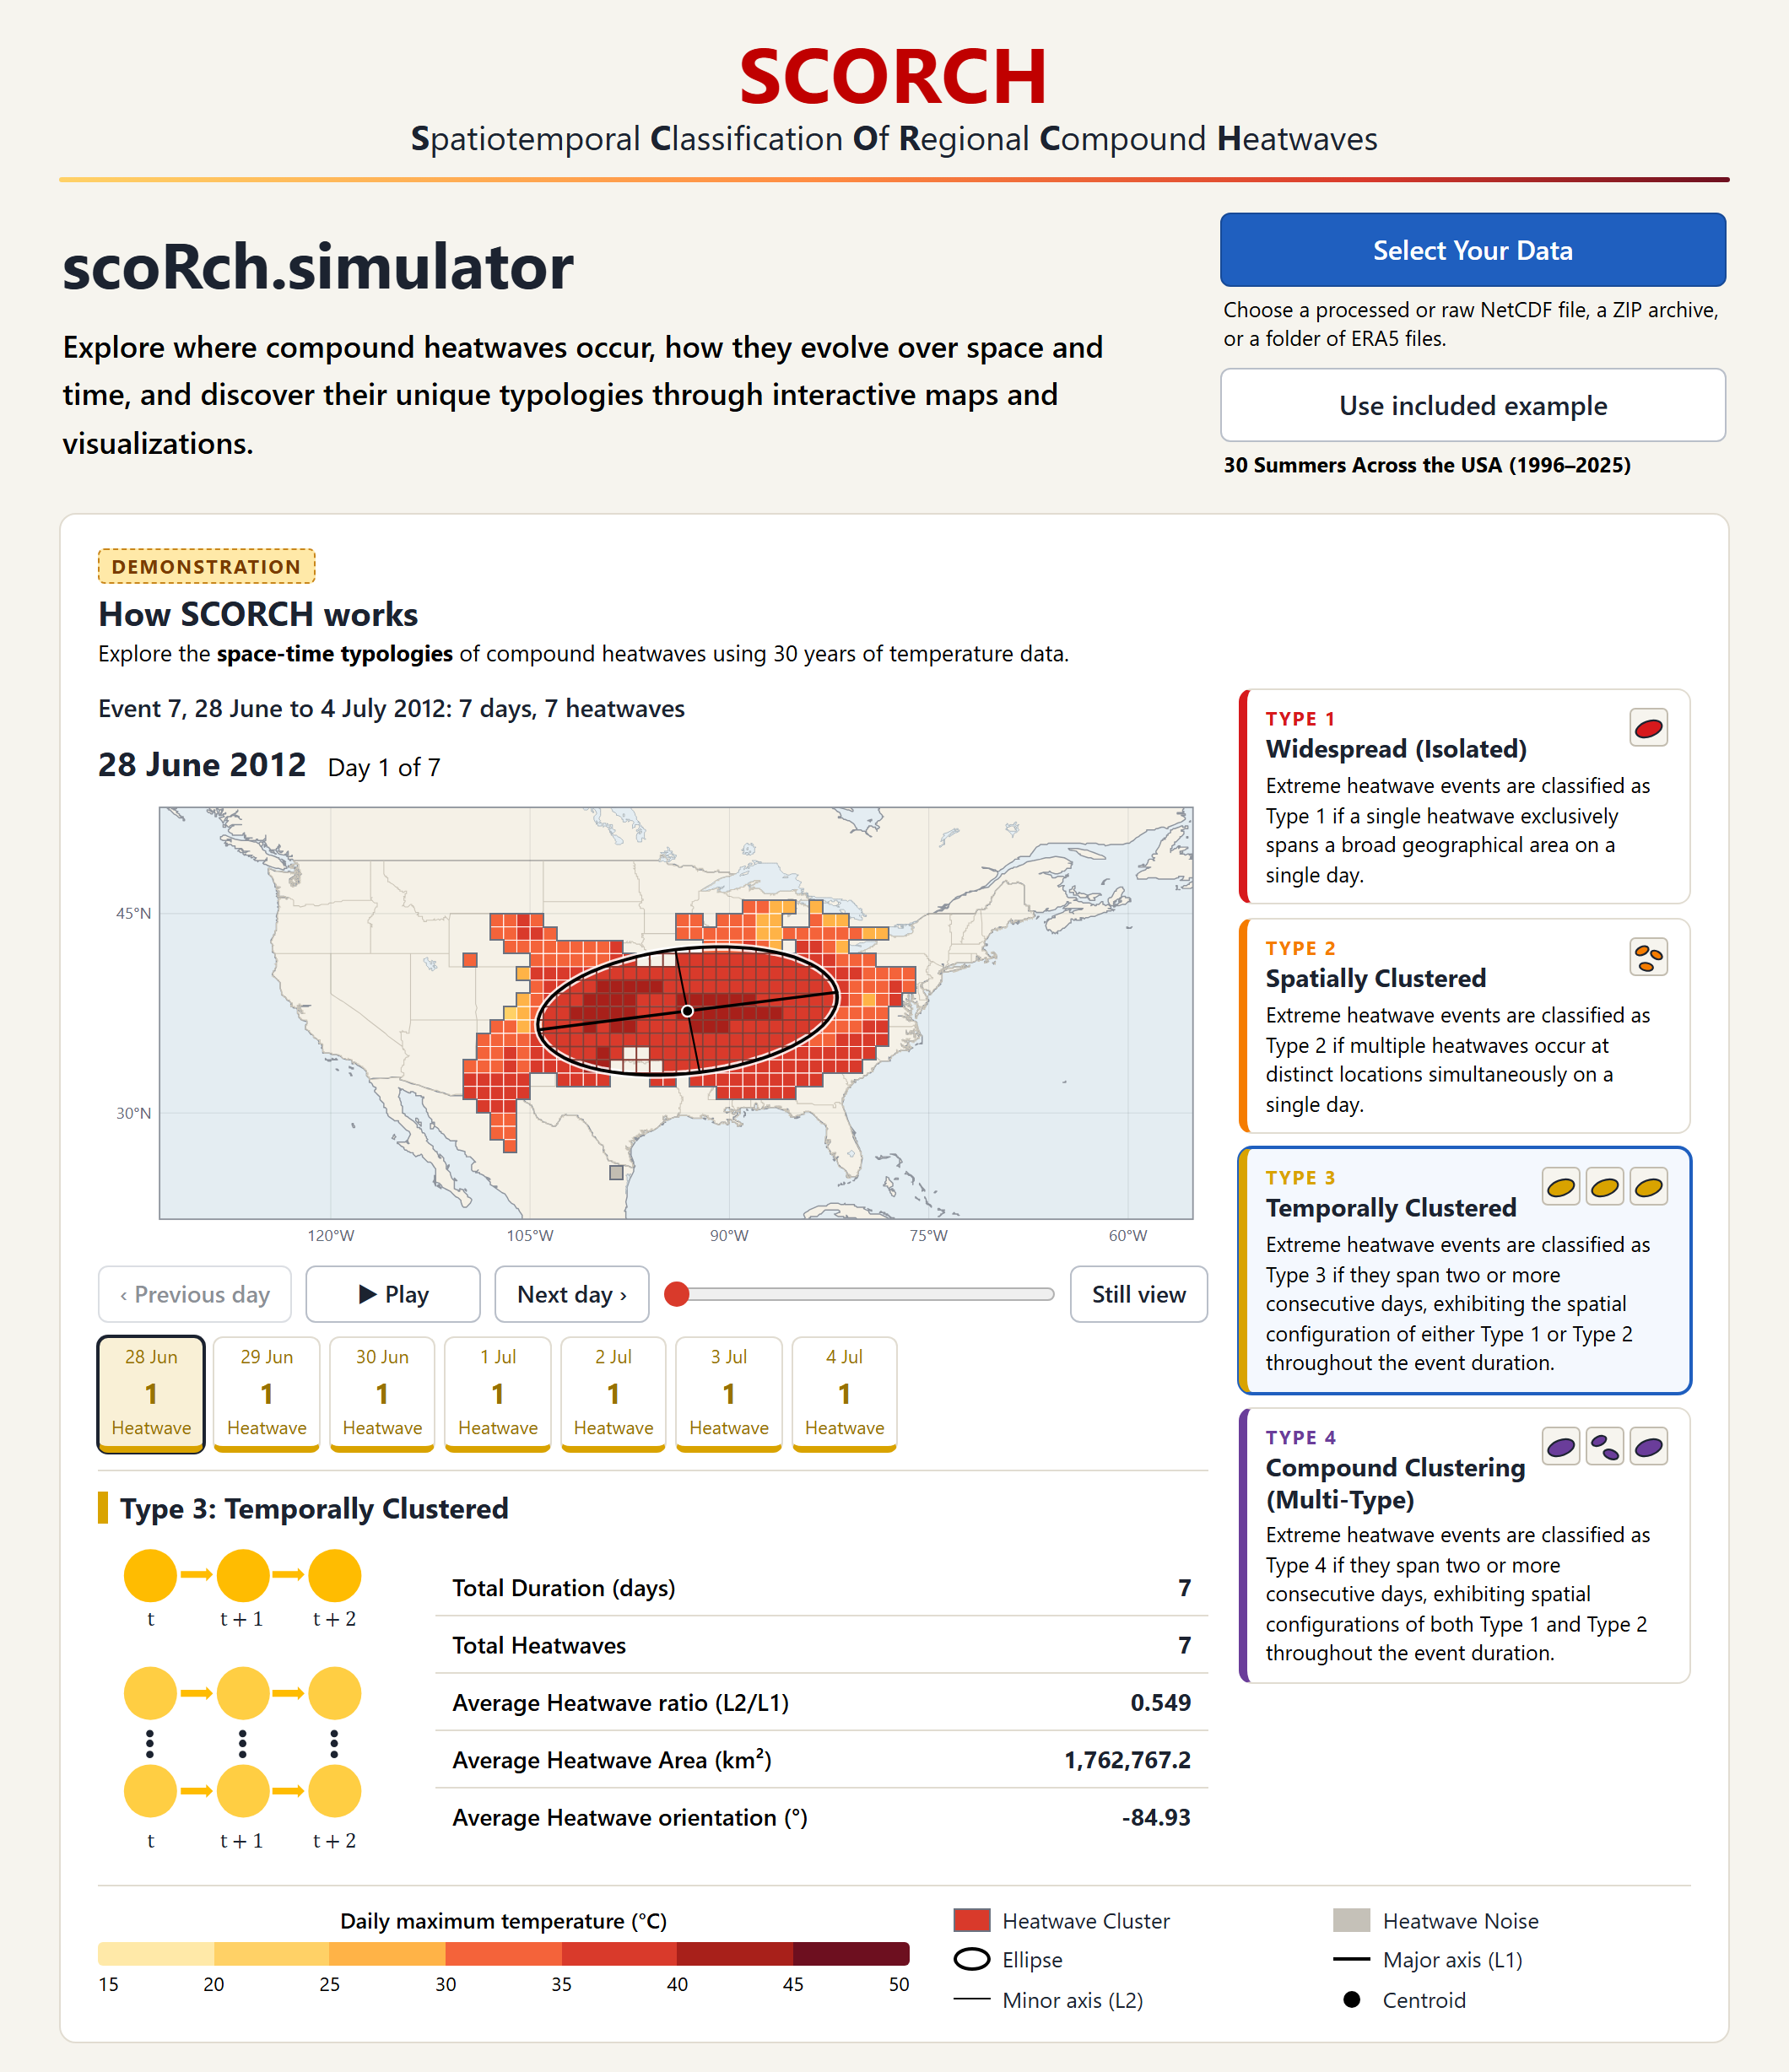 SCORCH
Spatiotemporal Classification Of Regional Compound Heatwaves
scoRch.simulator
Explore where compound heatwaves occur, how they evolve over space and
time, and discover their unique typologies through interactive maps and
visualizations.
Select Your Data
Choose a processed or raw NetCDF file, a ZIP archive,
or a folder of ERA5 files.
Use included example
30 Summers Across the USA (1996–2025)
DEMONSTRATION
How SCORCH works
Explore the space-time typologies of compound heatwaves using 30 years of temperature data.
Event 7, 28 June to 4 July 2012: 7 days, 7 heatwaves
28 June 2012 Day 1 of 7
45°N
30°N
120°W 105°W 90°W 75°W 60°W
‹ Previous day ▶ Play Next day › Still view
28 Jun 29 Jun 30 Jun 1 Jul 2 Jul 3 Jul 4 Jul
1 1 1 1 1 1 1
Heatwave Heatwave Heatwave Heatwave Heatwave Heatwave Heatwave
Type 3: Temporally Clustered
t t + 1 t + 2
t t + 1 t + 2
Total Duration (days) 7
Total Heatwaves 7
Average Heatwave ratio (L2/L1) 0.549
Average Heatwave Area (km²) 1,762,767.2
Average Heatwave orientation (°) -84.93
TYPE 1
Widespread (Isolated)
Extreme heatwave events are classified as
Type 1 if a single heatwave exclusively
spans a broad geographical area on a
single day.
TYPE 2
Spatially Clustered
Extreme heatwave events are classified as
Type 2 if multiple heatwaves occur at
distinct locations simultaneously on a
single day.
TYPE 3
Temporally Clustered
Extreme heatwave events are classified as
Type 3 if they span two or more
consecutive days, exhibiting the spatial
configuration of either Type 1 or Type 2
throughout the event duration.
TYPE 4
Compound Clustering
(Multi-Type)
Extreme heatwave events are classified as
Type 4 if they span two or more
consecutive days, exhibiting spatial
configurations of both Type 1 and Type 2
throughout the event duration.
Daily maximum temperature (°C)
15 20 25 30 35 40 45 50
Heatwave Cluster Heatwave Noise
Ellipse Major axis (L1)
Minor axis (L2) Centroid